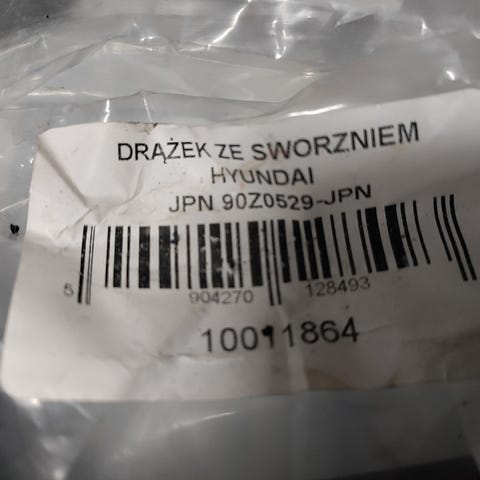 DRĄŻEK ZE SWORZNIEM
HYUNDAI
JPN 90Z0529-JPN
5 904270 128493
10011864